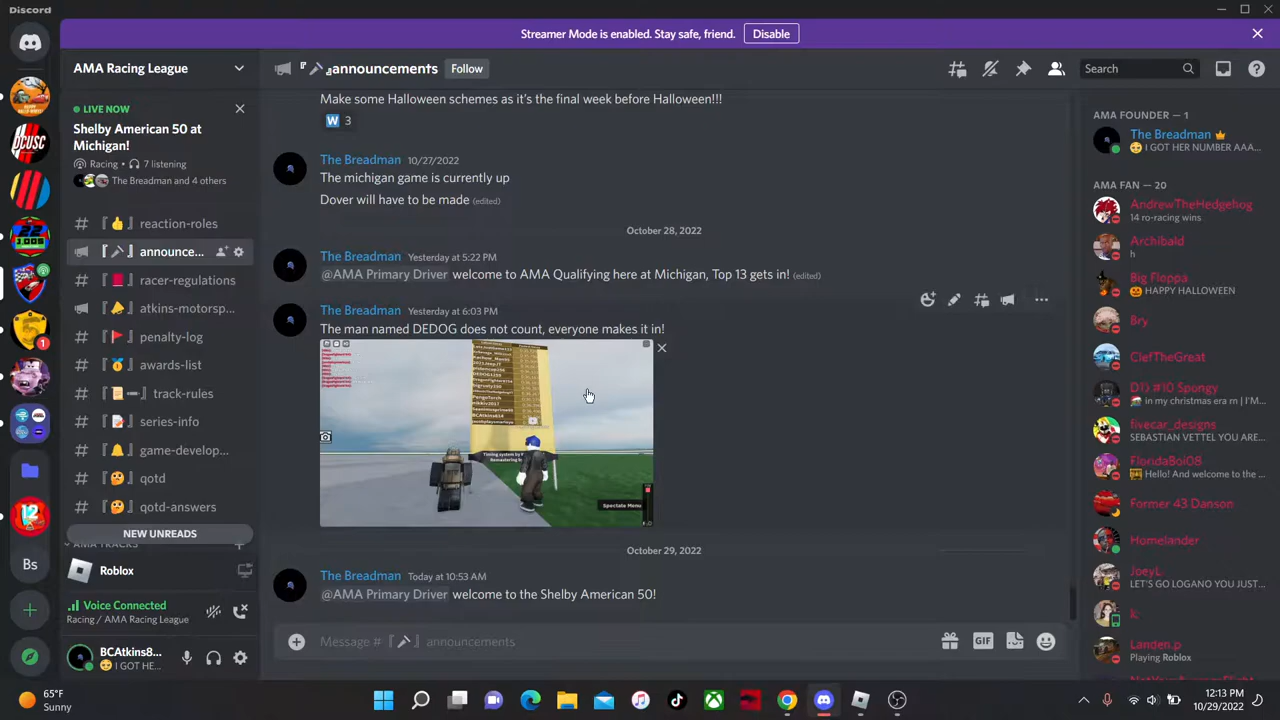 Discord
Streamer Mode is enabled. Stay safe, friend.
Disable
AMA Racing League
『🎤』announcements
Follow
Search
LIVE NOW
Shelby American 50 at
Michigan!
Racing • 7 listening
The Breadman and 4 others
# 『👍』 reaction-roles
『🎤』 announce...
# 『📕』 racer-regulations
『🔔』 atkins-motorsp...
# 『🚩』 penalty-log
# 『🏅』 awards-list
# 『📜』 track-rules
# 『📝』 series-info
# 『🔔』 game-develop...
# 『🤔』 qotd
# 『🤔』 qotd-answers
NEW UNREADS
AMA TRACKS
Roblox
Voice Connected
Racing / AMA Racing League
BCAtkins8...
I GOT HE...
Bs
1
Make some Halloween schemes as it's the final week before Halloween!!!
W 3
The Breadman 10/27/2022
The michigan game is currently up
Dover will have to be made (edited)
October 28, 2022
The Breadman Yesterday at 5:22 PM
@AMA Primary Driver welcome to AMA Qualifying here at Michigan, Top 13 gets in! (edited)
The Breadman Yesterday at 6:03 PM
The man named DEDOG does not count, everyone makes it in!
Spectate Menu
October 29, 2022
The Breadman Today at 10:53 AM
@AMA Primary Driver welcome to the Shelby American 50!
Message # 『🎤』 announcements
GIF
AMA FOUNDER — 1
The Breadman
I GOT HER NUMBER AAA...
AMA FAN — 20
AndrewTheHedgehog
14 ro-racing wins
Archibald
h
Big Floppa
🎃 HAPPY HALLOWEEN
Bry
ClefTheGreat
D1) #10 Spongy
in my christmas era rn | I'M...
fivecar_designs
SEBASTIAN VETTEL YOU ARE...
FloridaBoi08
Hello! And welcome to the ...
Former 43 Danson
Homelander
JoeyL.
LETS GO LOGANO YOU JUST...
Landen.p
Playing Roblox
65°F
Sunny
12:13 PM
10/29/2022